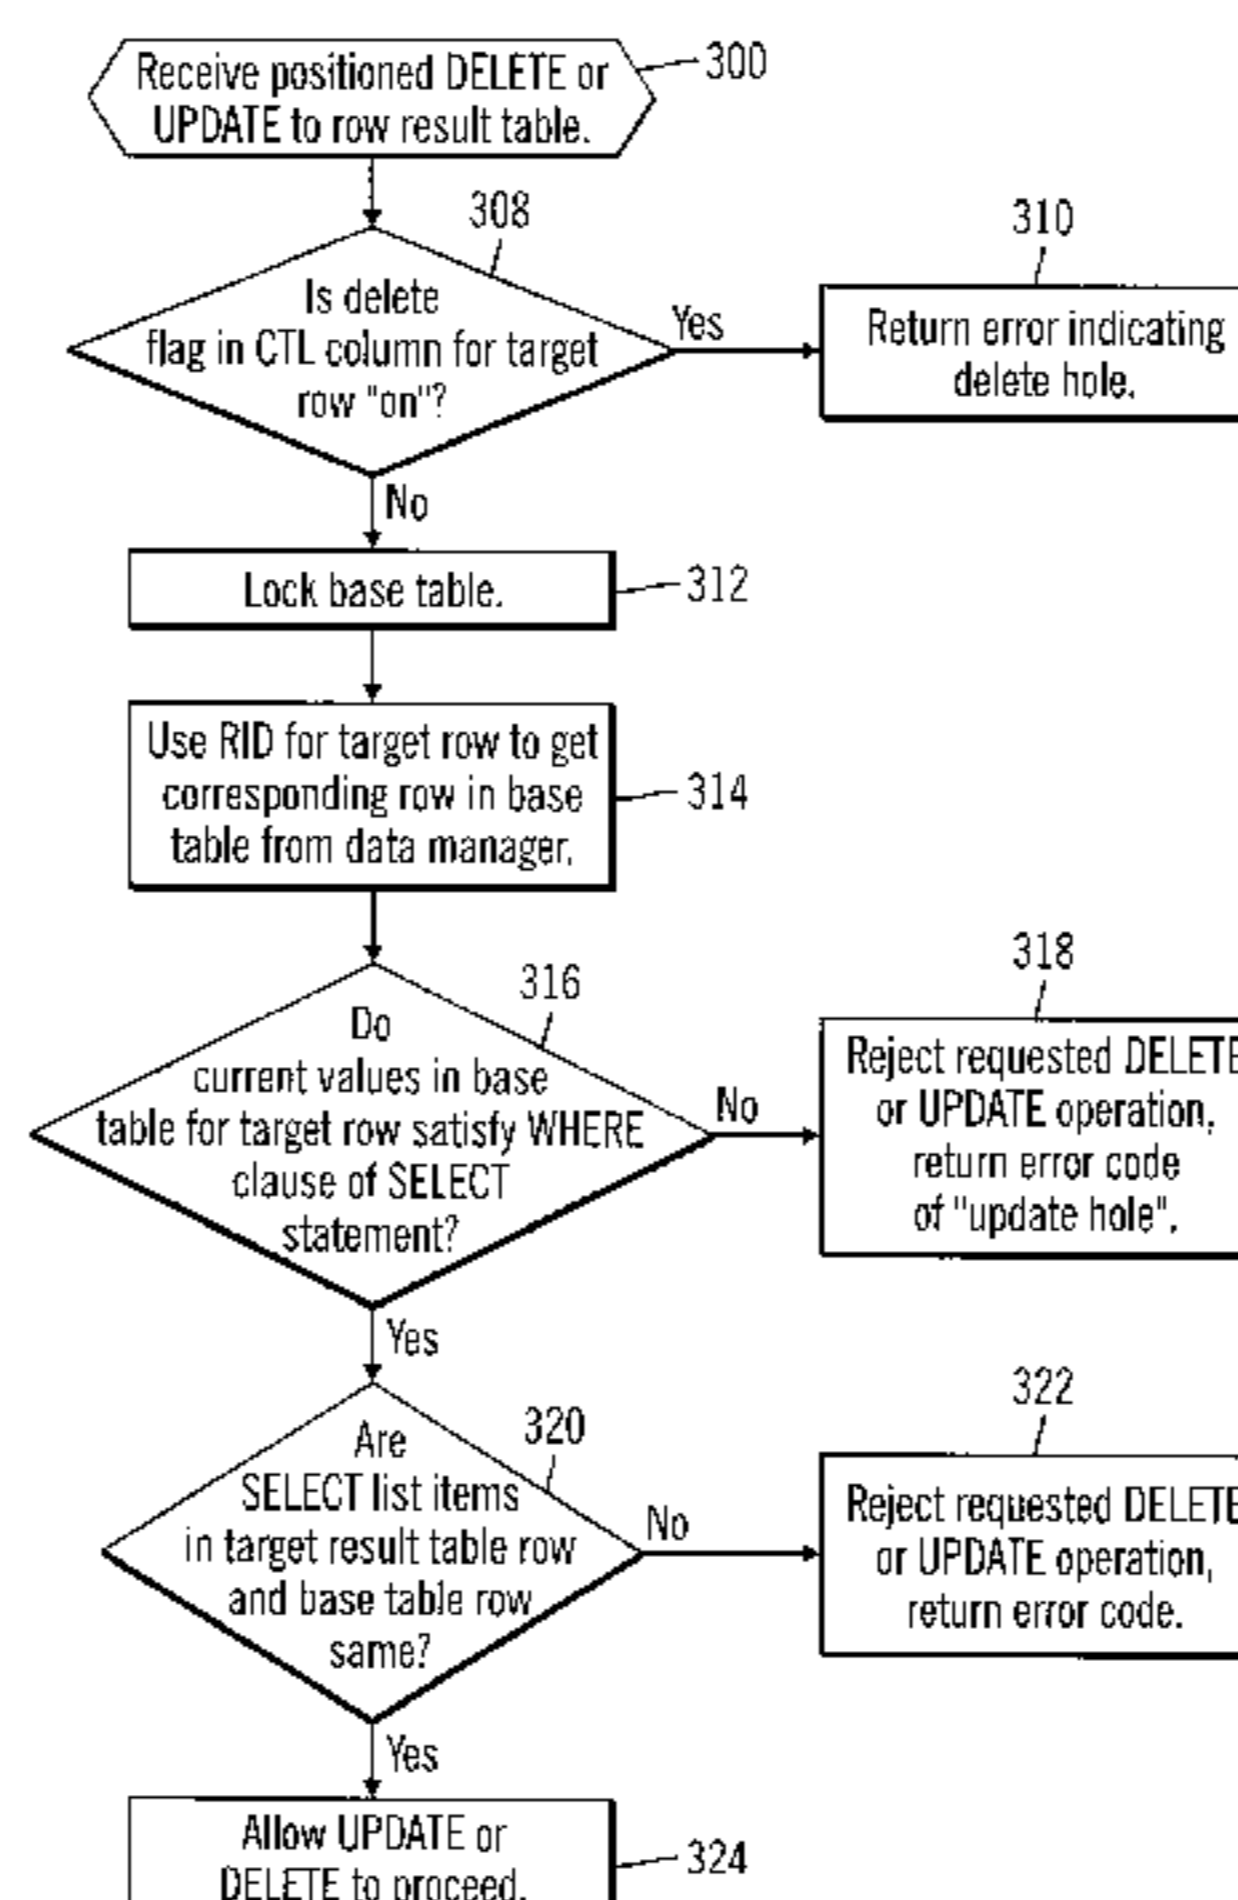 Receive positioned DELETE or
UPDATE to row result table.
300
308
Is delete
flag in CTL column for target
row "on"?
Yes
310
Return error indicating
delete hole.
No
Lock base table.
312
Use RID for target row to get
corresponding row in base
table from data manager.
314
316
Do
current values in base
table for target row satisfy WHERE
clause of SELECT
statement?
No
318
Reject requested DELETE
or UPDATE operation,
return error code
of "update hole".
Yes
320
Are
SELECT list items
in target result table row
and base table row
same?
No
322
Reject requested DELETE
or UPDATE operation,
return error code.
Yes
Allow UPDATE or
DELETE to proceed.
324